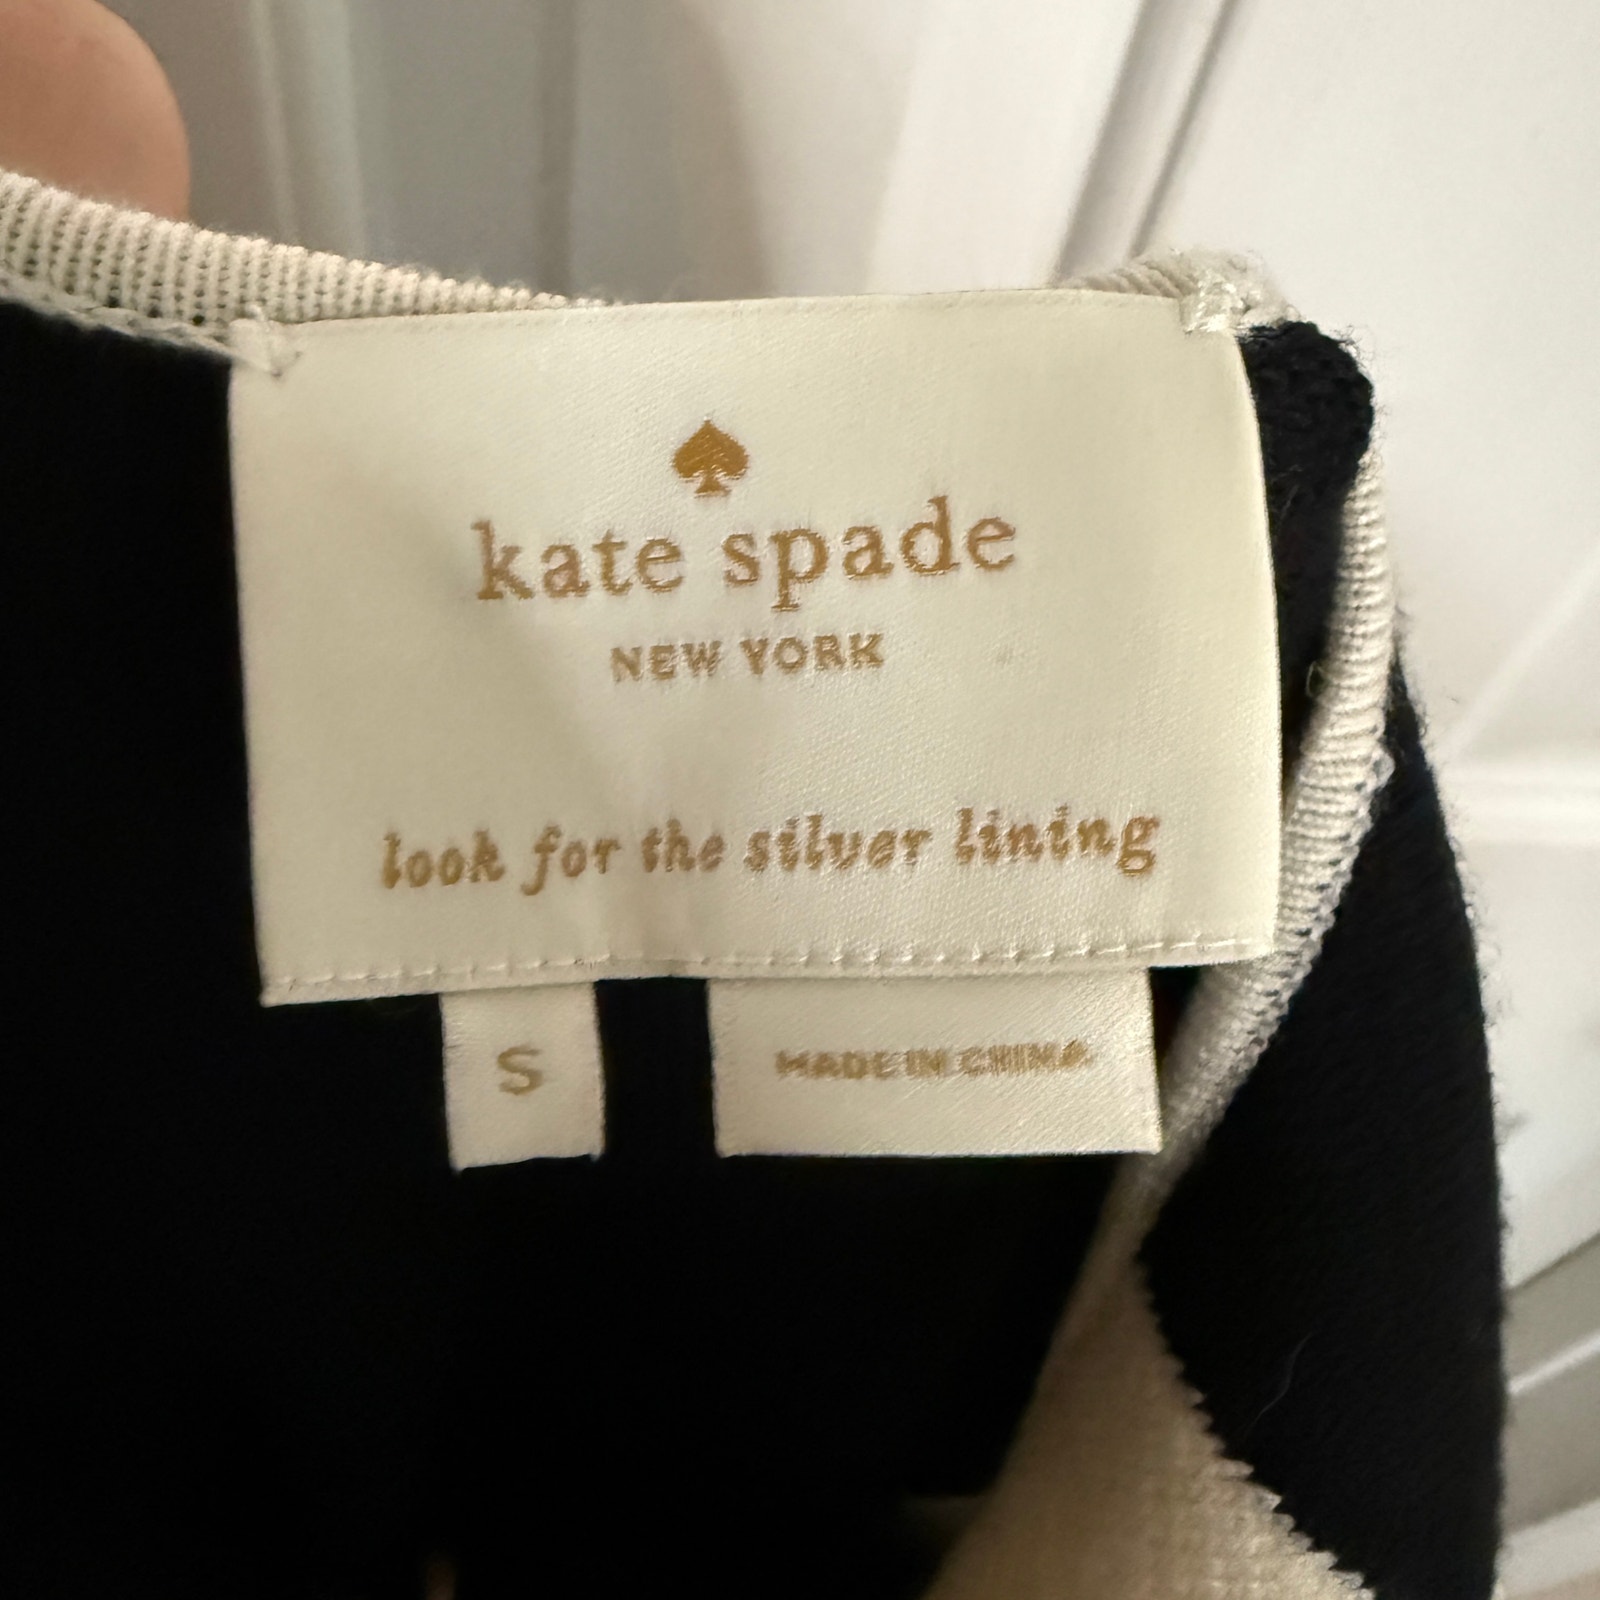 kate spade
NEW YORK
look for the silver lining
S
MADE IN CHINA